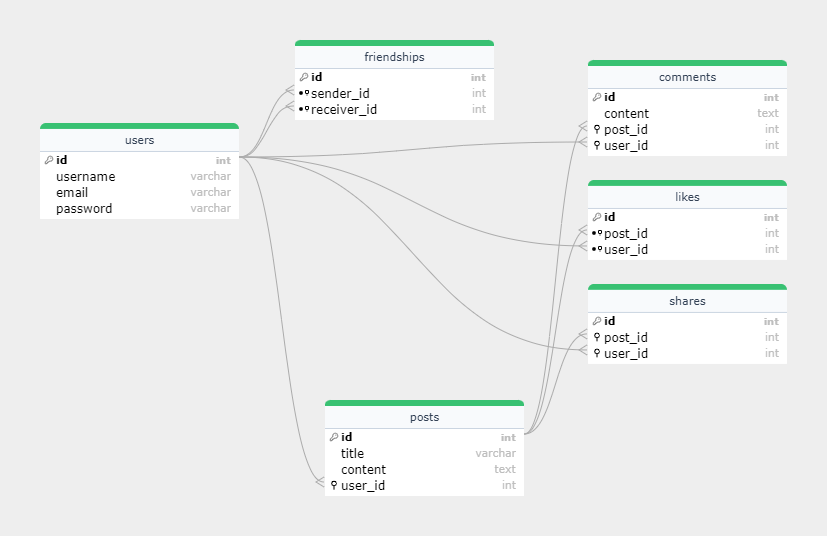 friendships
id int
sender_id int
receiver_id int
users
id int
username varchar
email varchar
password varchar
comments
id int
content text
post_id int
user_id int
likes
id int
post_id int
user_id int
shares
id int
post_id int
user_id int
posts
id int
title varchar
content text
user_id int